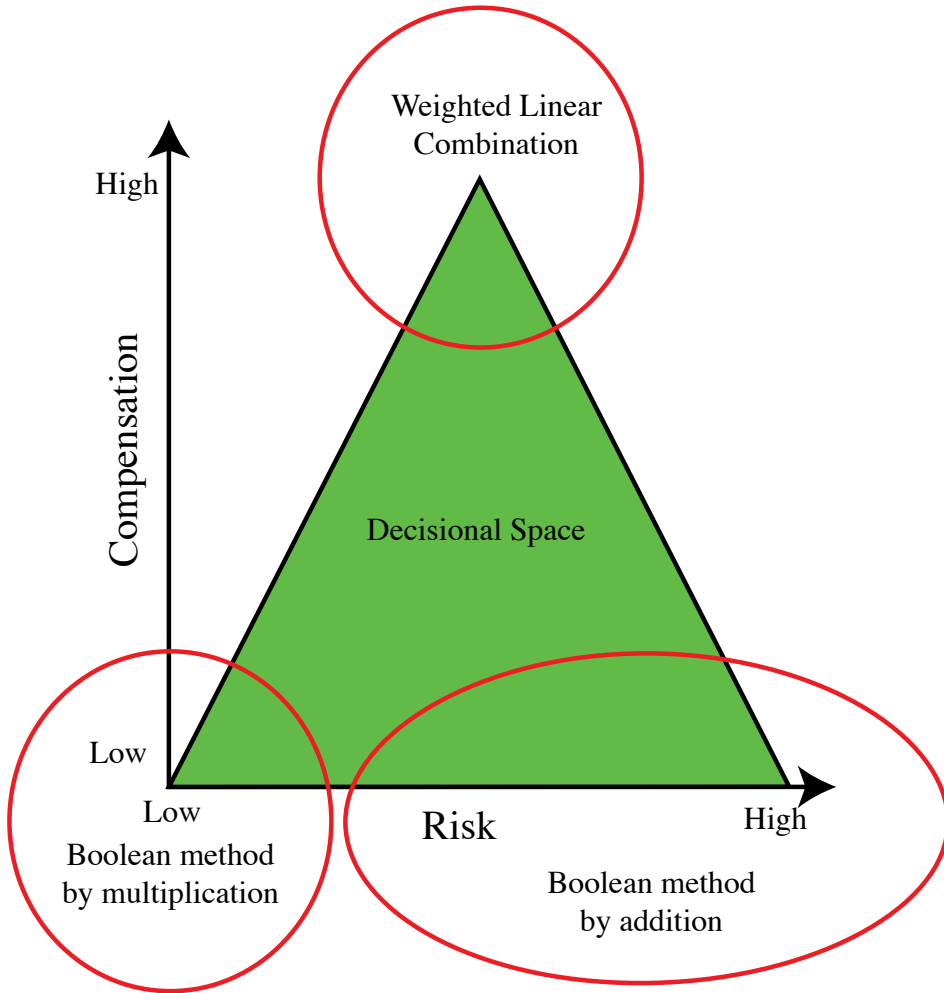 Weighted Linear
Combination
High
Compensation
Decisional Space
Low
Low
Risk
High
Boolean method
by multiplication
Boolean method
by addition